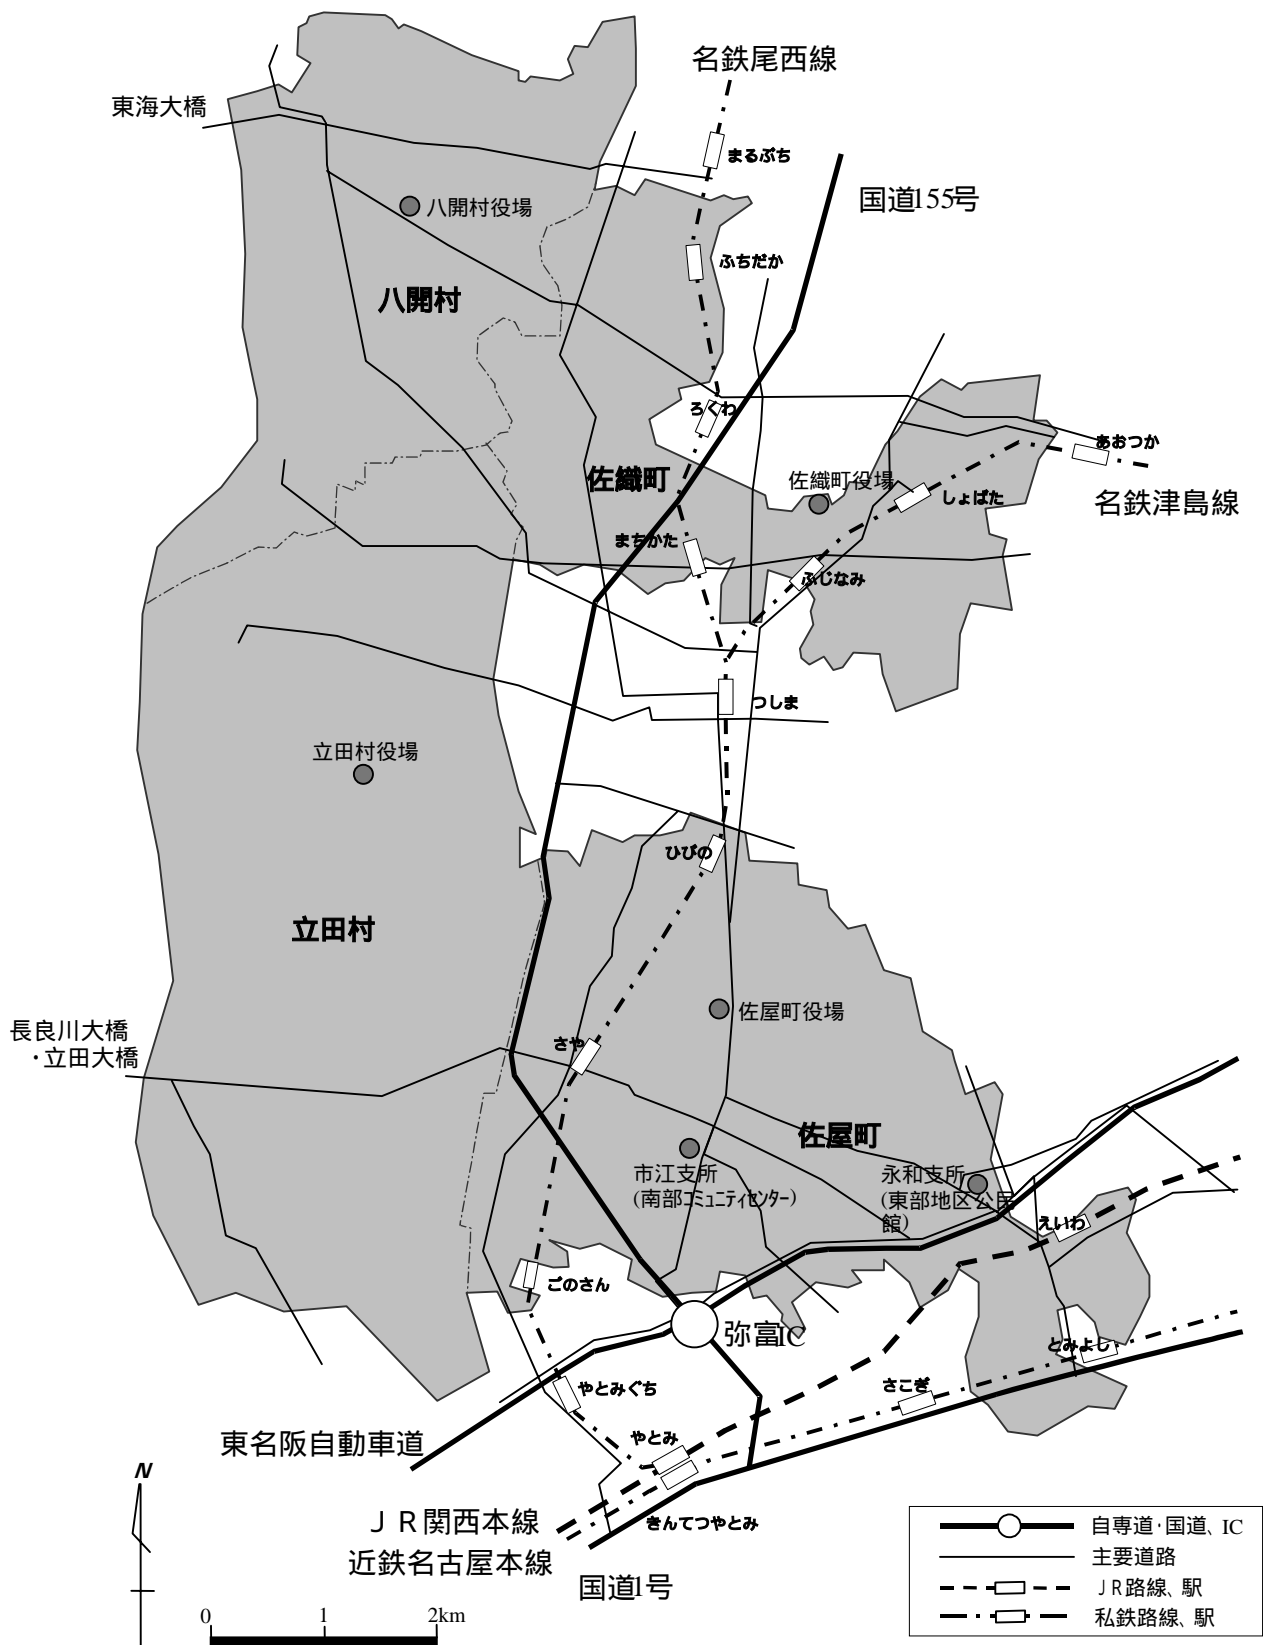 名鉄尾西線
東海大橋
まるぶち
国道155号
八開村役場
ふちだか
八開村
ろくわ
あおつか
佐織町
佐織町役場
しょばた
名鉄津島線
まちかた
ふじなみ
つしま
立田村役場
ひびの
立田村
佐屋町役場
長良川大橋
・立田大橋
さや
佐屋町
市江支所
(南部コミュニティセンター)
永和支所
(東部地区公民
館)
えいわ
ごのさん
弥富IC
とみよし
やとみぐち
さこぎ
東名阪自動車道
やとみ
N
JR関西本線
きんてつやとみ
近鉄名古屋本線
国道1号
自専道・国道、IC
主要道路
JR路線、駅
私鉄路線、駅
0 1 2km